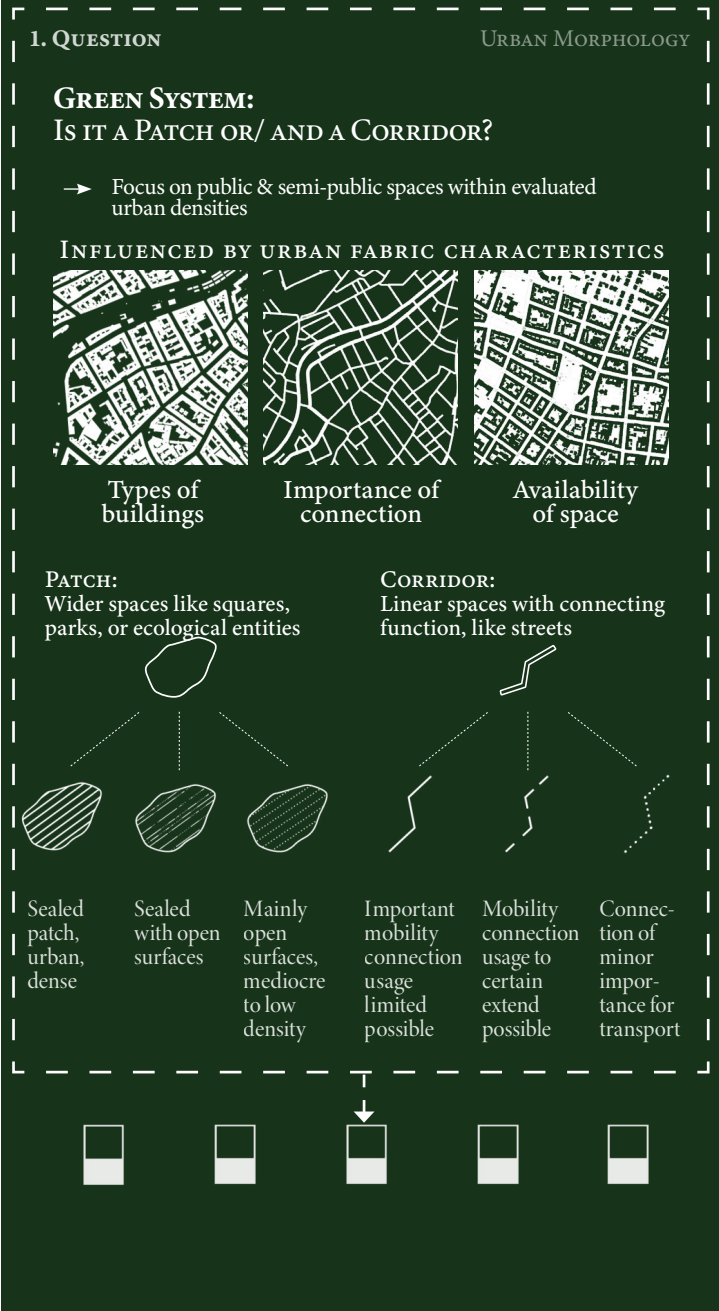 1. Question
Urban Morphology
Green System:
Is it a Patch or/ and a Corridor?
Focus on public & semi-public spaces within evaluated
urban densities
Influenced by urban fabric characteristics
Types of
buildings
Importance of
connection
Availability
of space
Patch:
Wider spaces like squares,
parks, or ecological entities
Corridor:
Linear spaces with connecting
function, like streets
Sealed
patch,
urban,
dense
Sealed
with open
surfaces
Mainly
open
surfaces,
mediocre
to low
density
Important
mobility
connection
usage
limited
possible
Mobility
connection
usage to
certain
extend
possible
Connec-
tion of
minor
impor-
tance for
transport